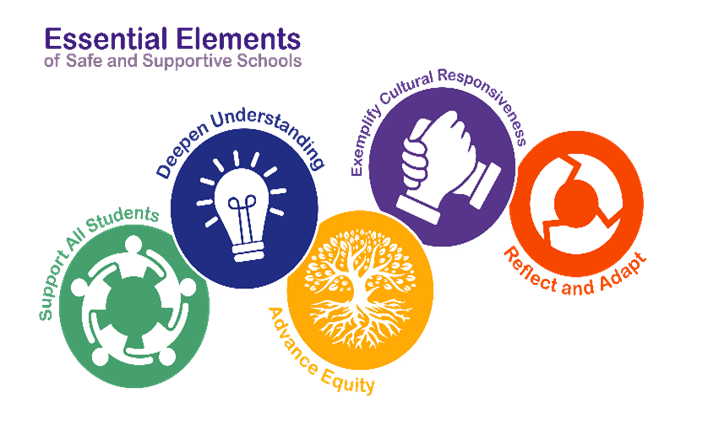 Essential Elements
of Safe and Supportive Schools
Support All Students
Deepen Understanding
Advance Equity
Exemplify Cultural Responsiveness
Reflect and Adapt